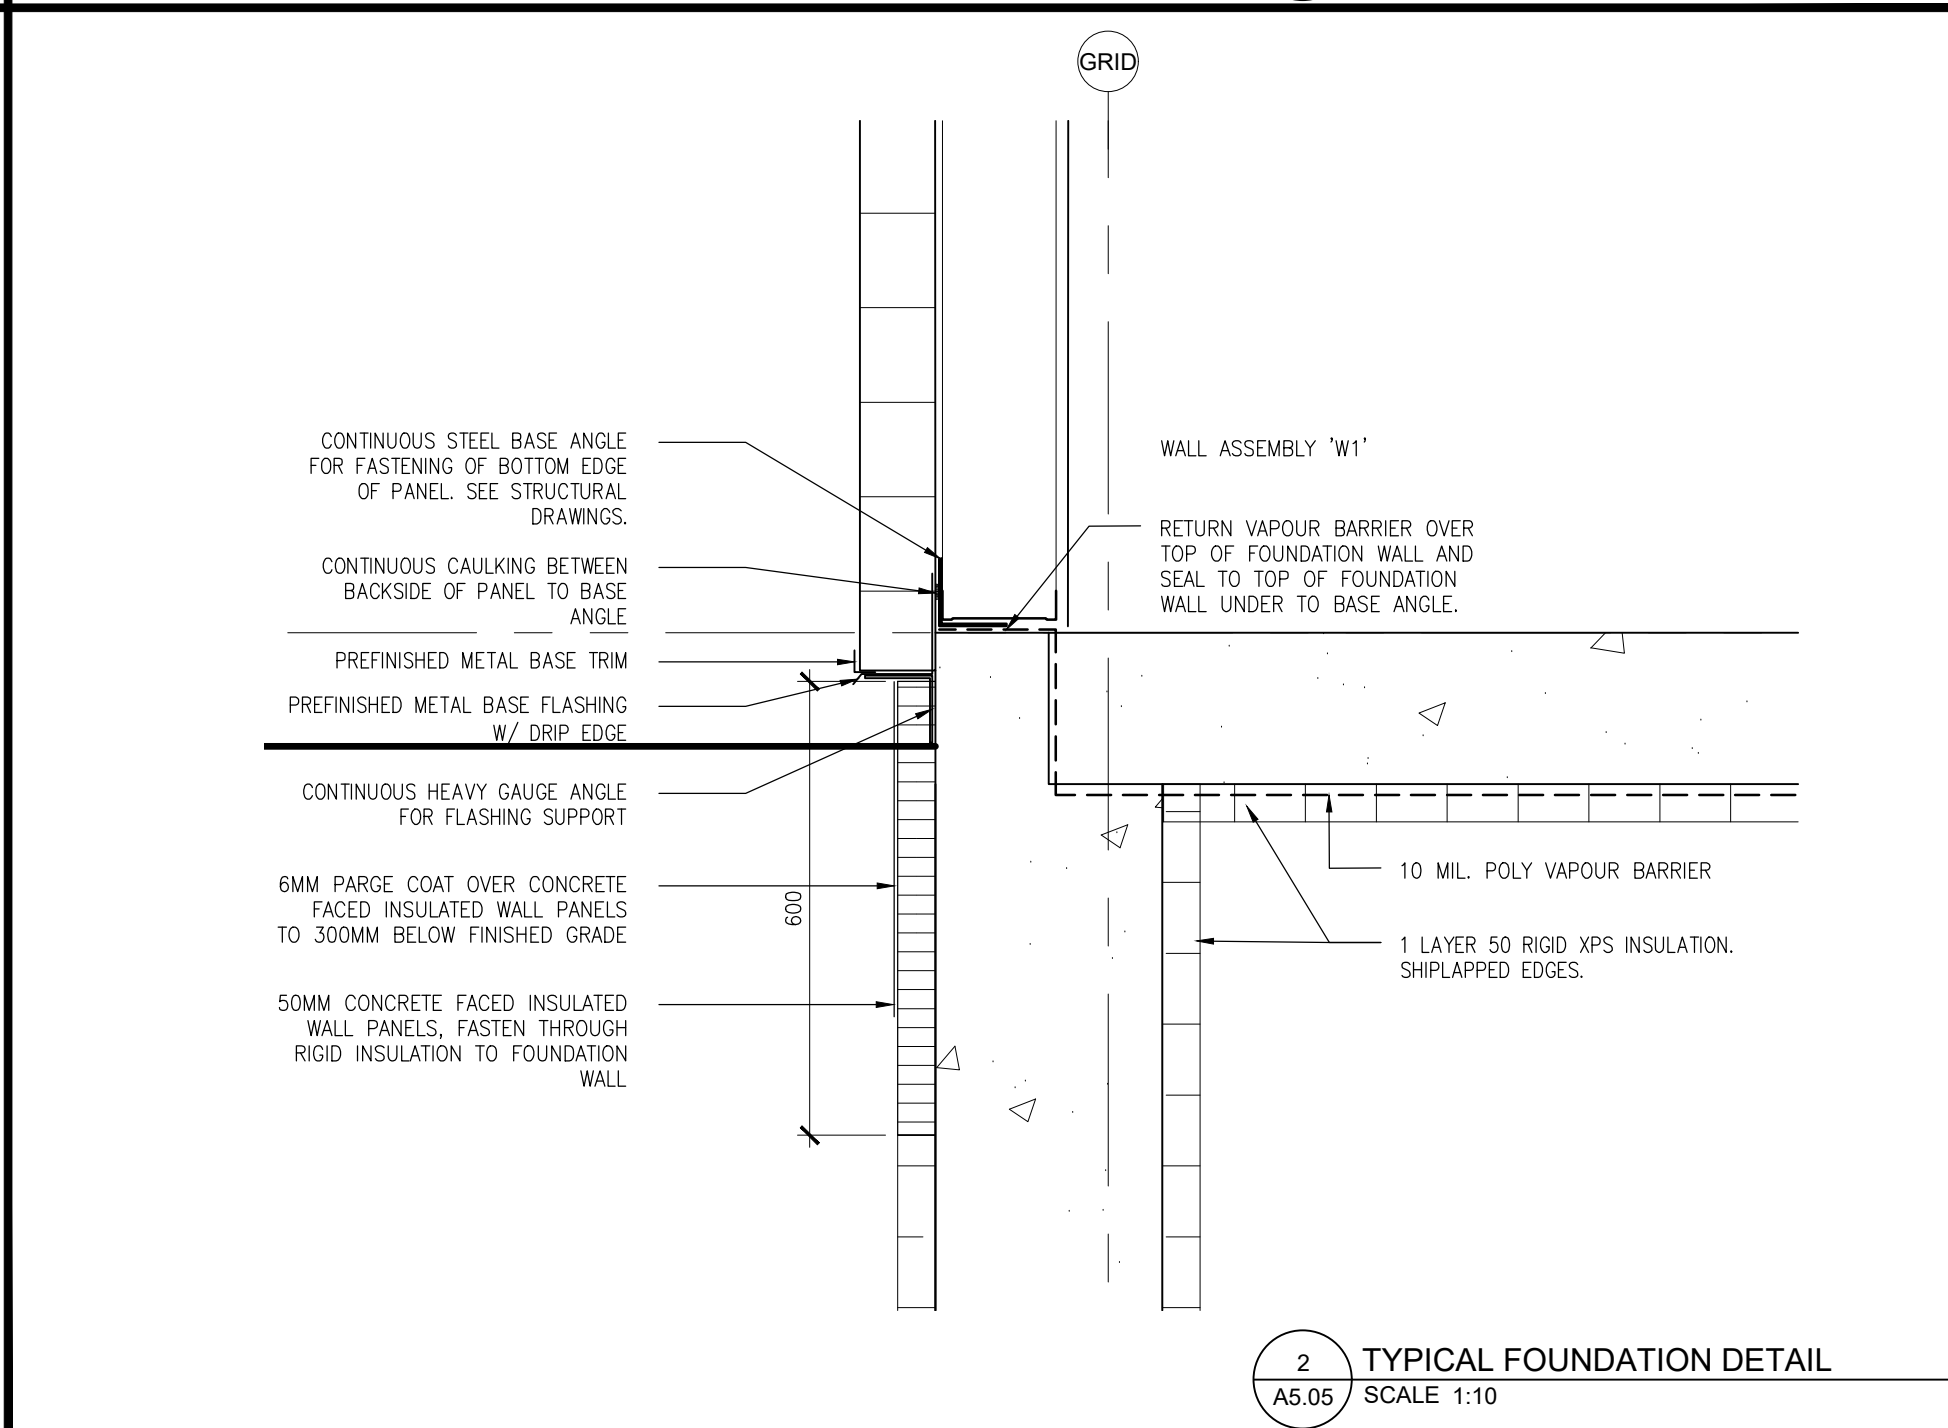 GRID
CONTINUOUS STEEL BASE ANGLE
FOR FASTENING OF BOTTOM EDGE
OF PANEL. SEE STRUCTURAL
DRAWINGS.
CONTINUOUS CAULKING BETWEEN
BACKSIDE OF PANEL TO BASE
ANGLE
PREFINISHED METAL BASE TRIM
PREFINISHED METAL BASE FLASHING
W/ DRIP EDGE
CONTINUOUS HEAVY GAUGE ANGLE
FOR FLASHING SUPPORT
6MM PARGE COAT OVER CONCRETE
FACED INSULATED WALL PANELS
TO 300MM BELOW FINISHED GRADE
50MM CONCRETE FACED INSULATED
WALL PANELS, FASTEN THROUGH
RIGID INSULATION TO FOUNDATION
WALL
600
WALL ASSEMBLY 'W1'
RETURN VAPOUR BARRIER OVER
TOP OF FOUNDATION WALL AND
SEAL TO TOP OF FOUNDATION
WALL UNDER TO BASE ANGLE.
10 MIL. POLY VAPOUR BARRIER
1 LAYER 50 RIGID XPS INSULATION.
SHIPLAPPED EDGES.
2
A5.05
TYPICAL FOUNDATION DETAIL
SCALE 1:10